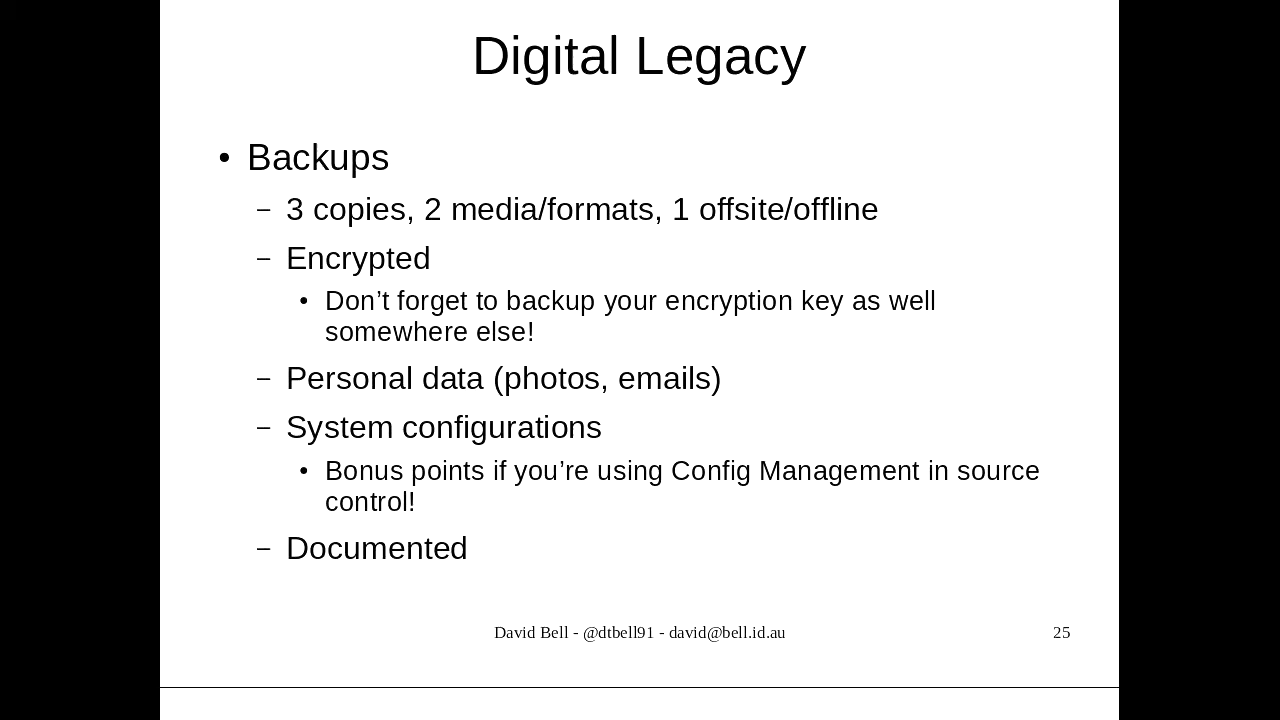 Digital Legacy
• Backups
– 3 copies, 2 media/formats, 1 offsite/offline
– Encrypted
• Don’t forget to backup your encryption key as well
somewhere else!
– Personal data (photos, emails)
– System configurations
• Bonus points if you’re using Config Management in source
control!
– Documented
David Bell - @dtbell91 - david@bell.id.au
25